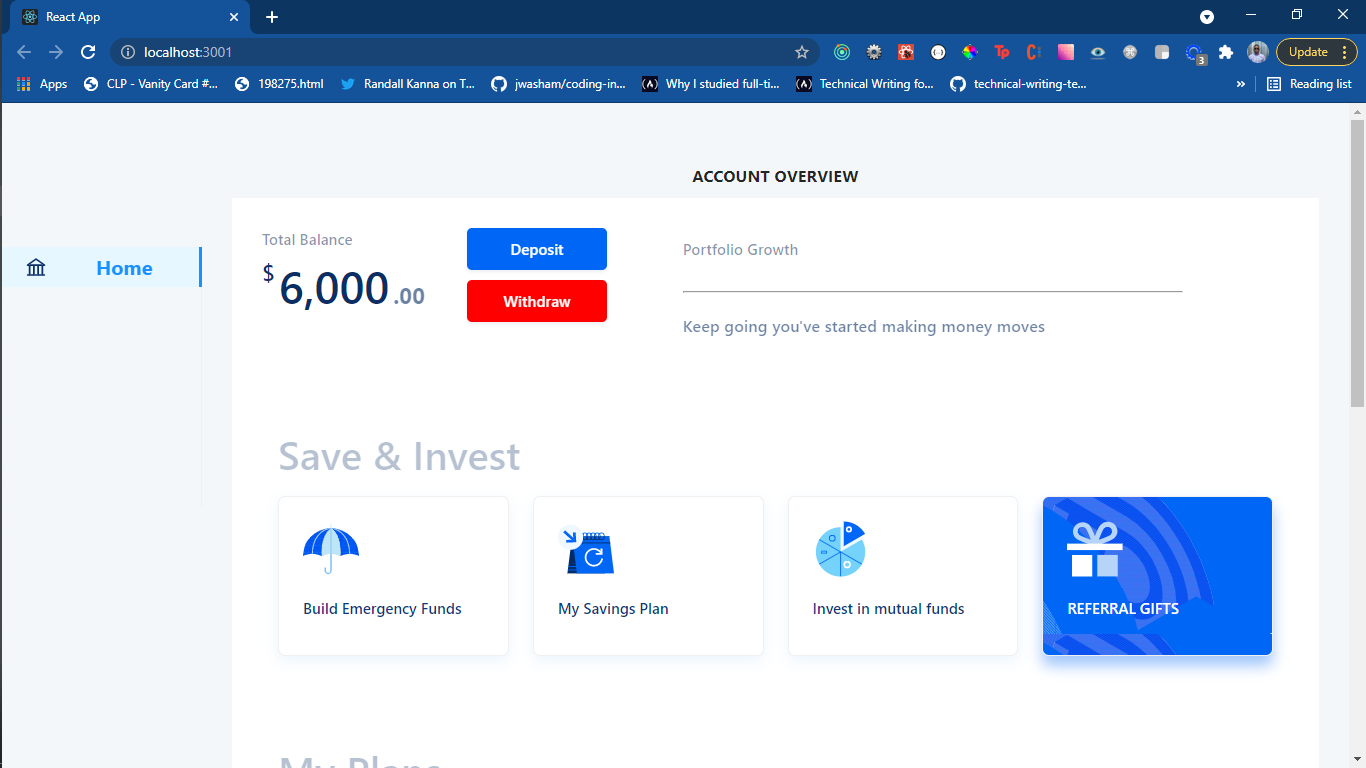 React App
localhost:3001
Update
3
Apps
CLP - Vanity Card #...
198275.html
Randall Kanna on T...
jwasham/coding-in...
Why I studied full-ti...
Technical Writing fo...
technical-writing-te...
»
Reading list
ACCOUNT OVERVIEW
Total Balance
Deposit
Portfolio Growth
Home
$ 6,000 .00
Withdraw
Keep going you've started making money moves
Save & Invest
Build Emergency Funds
My Savings Plan
Invest in mutual funds
REFERRAL GIFTS
My Plans